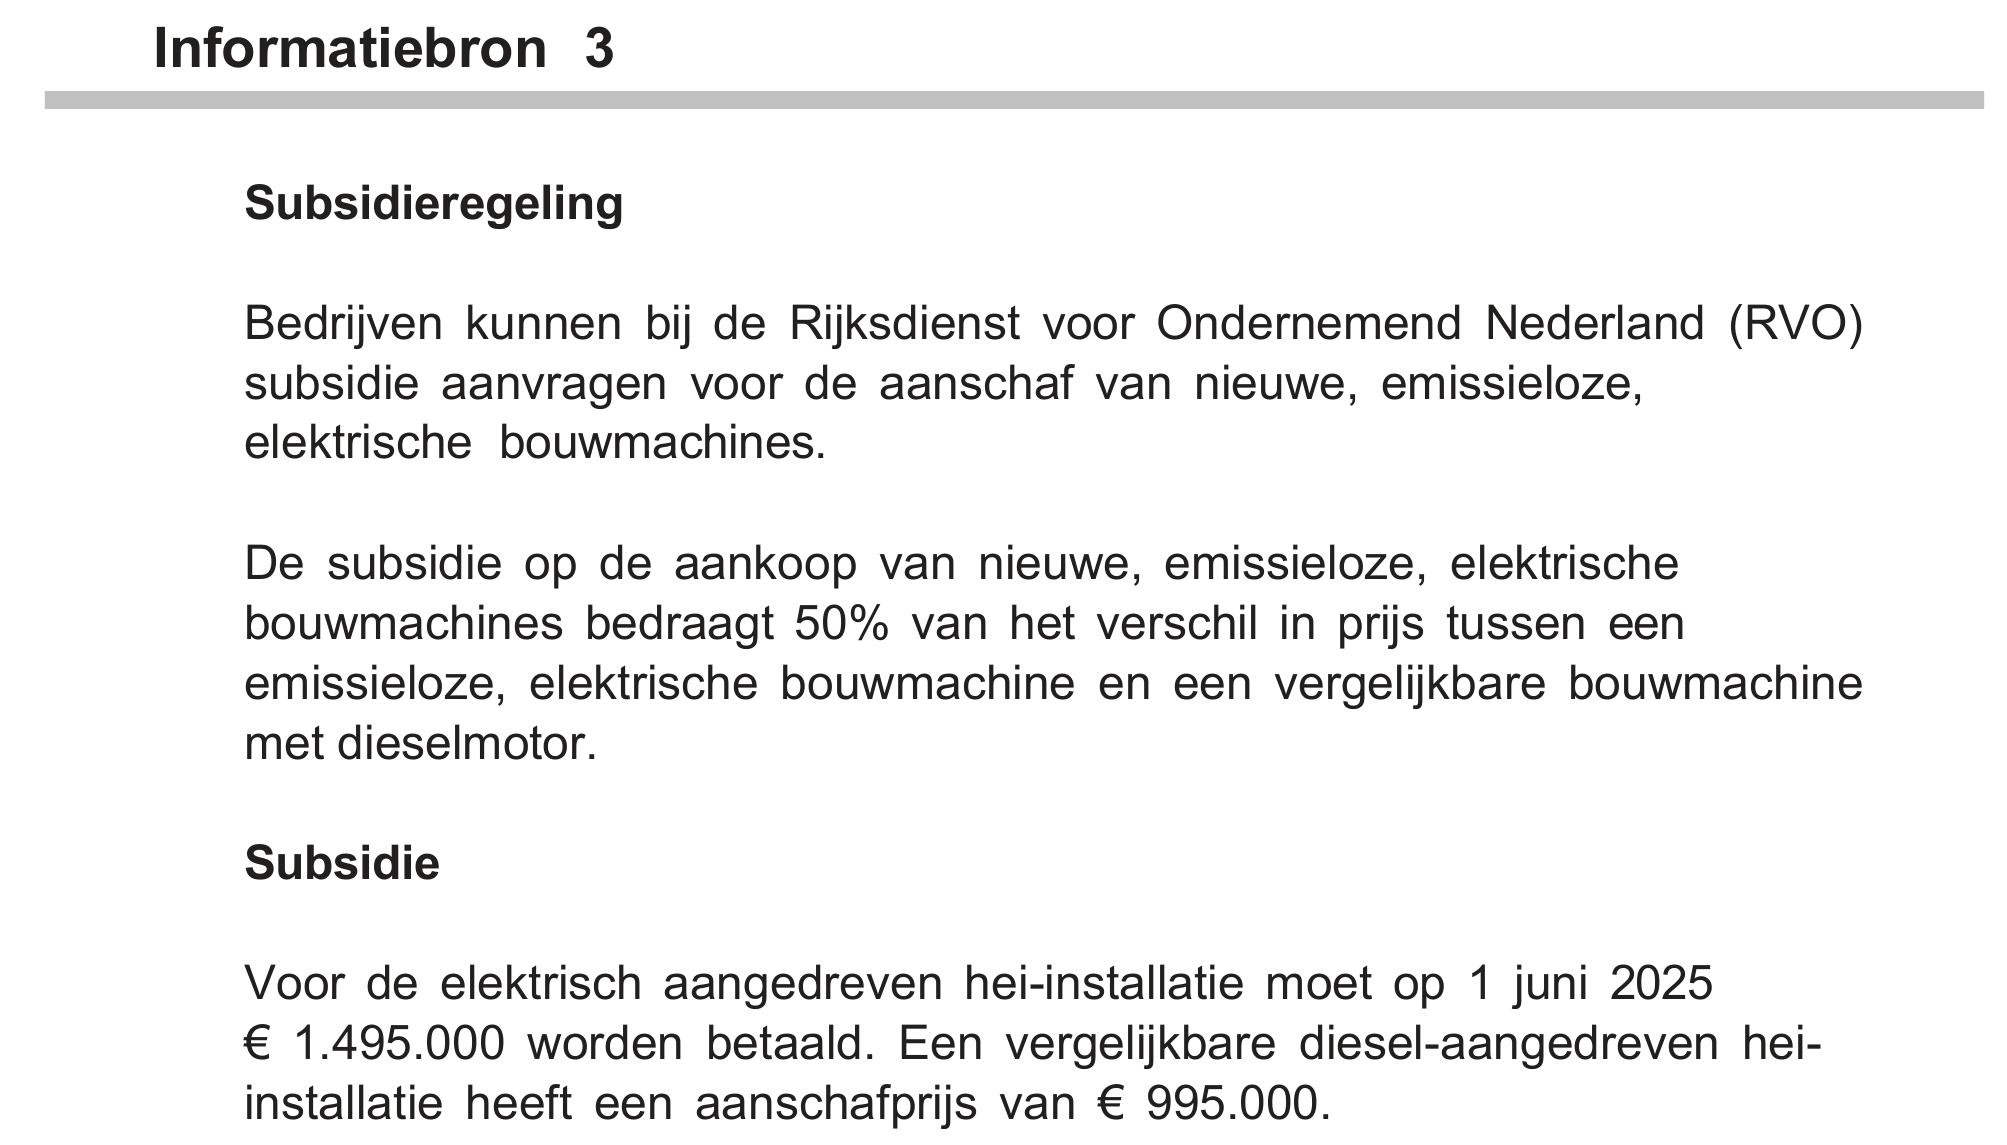 Informatiebron 3
Subsidieregeling
Bedrijven kunnen bij de Rijksdienst voor Ondernemend Nederland (RVO)
subsidie aanvragen voor de aanschaf van nieuwe, emissieloze,
elektrische bouwmachines.
De subsidie op de aankoop van nieuwe, emissieloze, elektrische
bouwmachines bedraagt 50% van het verschil in prijs tussen een
emissieloze, elektrische bouwmachine en een vergelijkbare bouwmachine
met dieselmotor.
Subsidie
Voor de elektrisch aangedreven hei-installatie moet op 1 juni 2025
€ 1.495.000 worden betaald. Een vergelijkbare diesel-aangedreven hei-
installatie heeft een aanschafprijs van € 995.000.